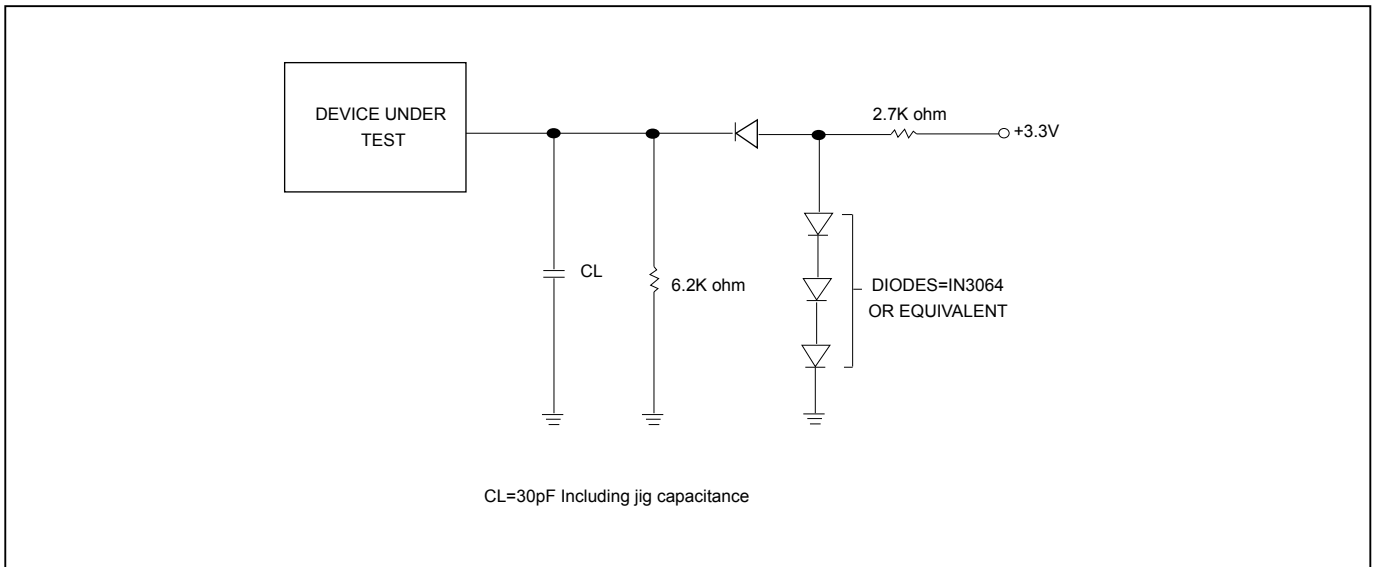 DEVICE UNDER
TEST
2.7K ohm
+3.3V
CL
6.2K ohm
DIODES=IN3064
OR EQUIVALENT
CL=30pF Including jig capacitance